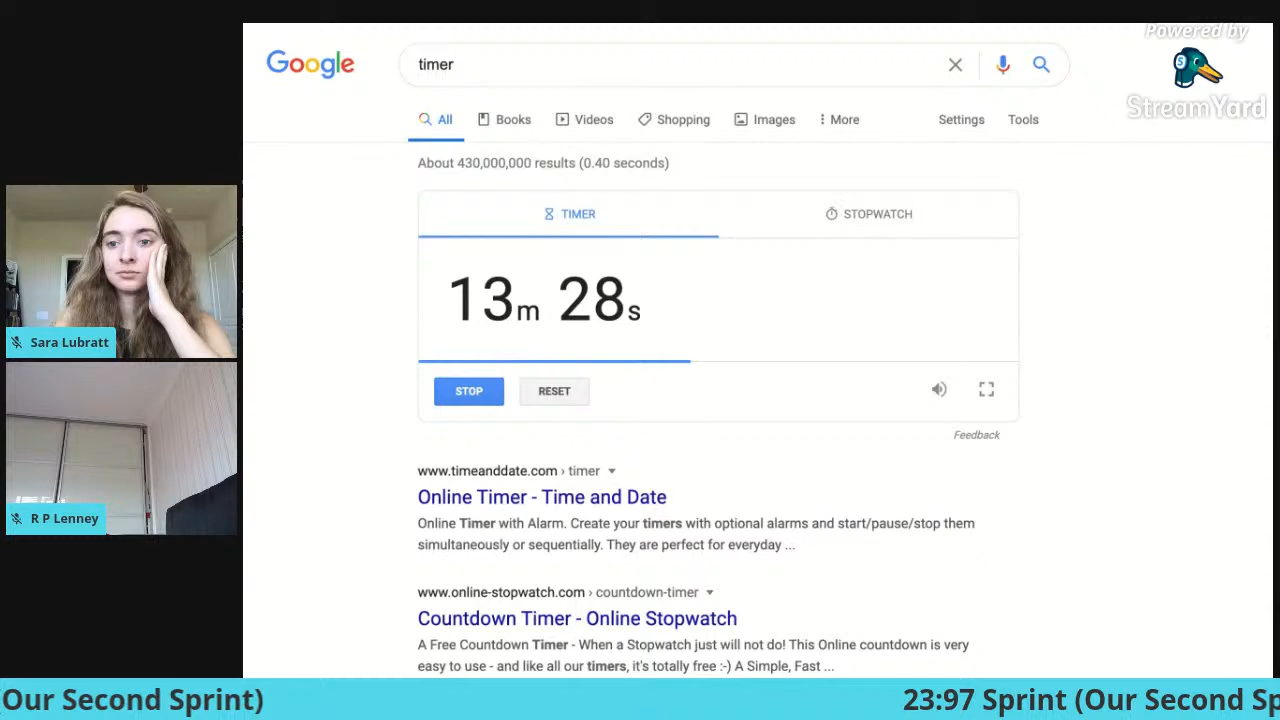 Powered by
StreamYard
Google
timer
All Books Videos Shopping Images More Settings Tools
About 430,000,000 results (0.40 seconds)
TIMER STOPWATCH
13m 28s
STOP RESET
Feedback
www.timeanddate.com › timer
Online Timer - Time and Date
Online Timer with Alarm. Create your timers with optional alarms and start/pause/stop them
simultaneously or sequentially. They are perfect for everyday ...
www.online-stopwatch.com › countdown-timer
Countdown Timer - Online Stopwatch
A Free Countdown Timer - When a Stopwatch just will not do! This Online countdown is very
easy to use - and like all our timers, it's totally free :-) A Simple, Fast ...
Sara Lubratt
R P Lenney
(Our Second Sprint) 23:97 Sprint (Our Second Sp